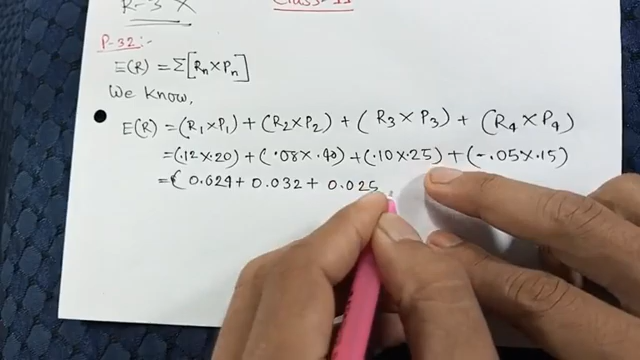 R-3 X
Class-11
P-32:-
E(R) = Σ[Rn×Pn]
We know,
E(R) = (R1×P1) + (R2×P2) + (R3×P3) + (R4×P4)
= (.12×.20) + (.08×.40) + (.10×.25) + (-.05×.15)
= ( 0.024 + 0.032 + 0.025